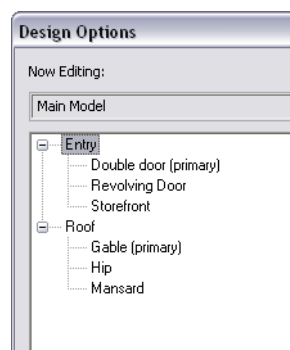 Design Options
Now Editing:
Main Model
Entry
Double door (primary)
Revolving Door
Storefront
Roof
Gable (primary)
Hip
Mansard